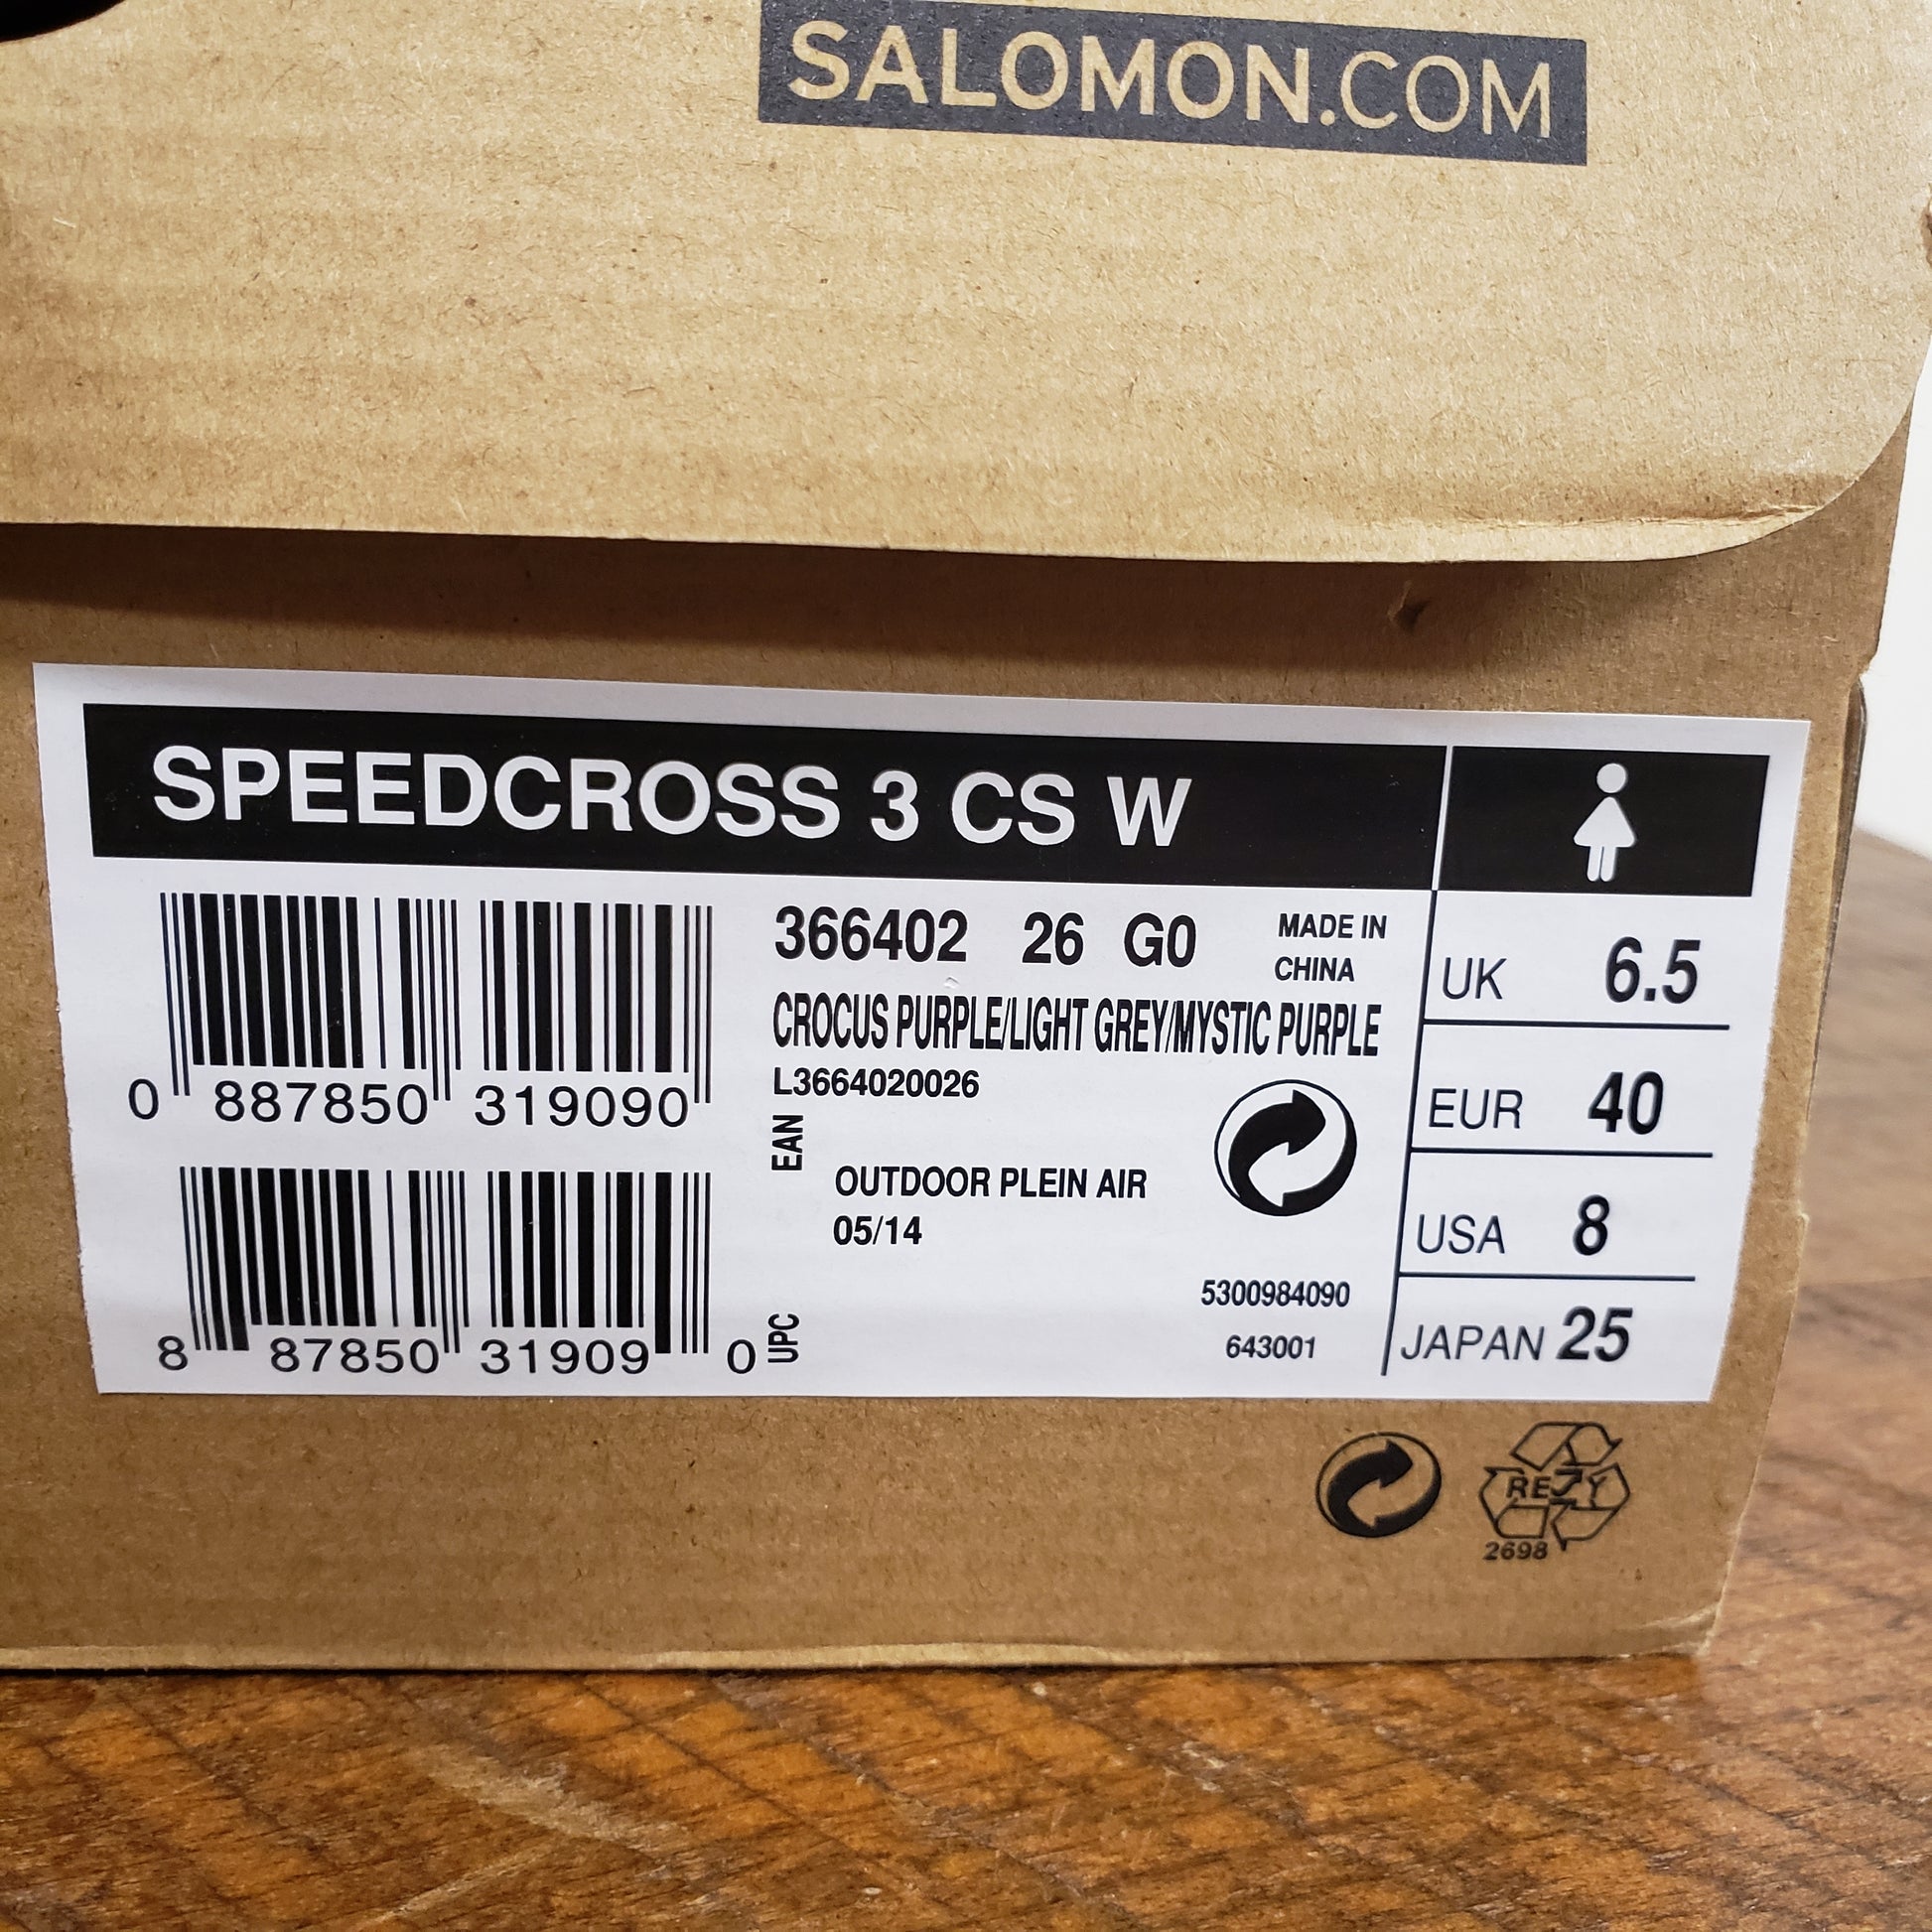 SALOMON.COM
SPEEDCROSS 3 CS W
366402 26 G0
MADE IN
CHINA
CROCUS PURPLE/LIGHT GREY/MYSTIC PURPLE
L3664020026
0 887850 319090
EAN
OUTDOOR PLEIN AIR
05/14
5300984090
643001
8 87850 31909 0
UPC
UK 6.5
EUR 40
USA 8
JAPAN 25
RESY
2698